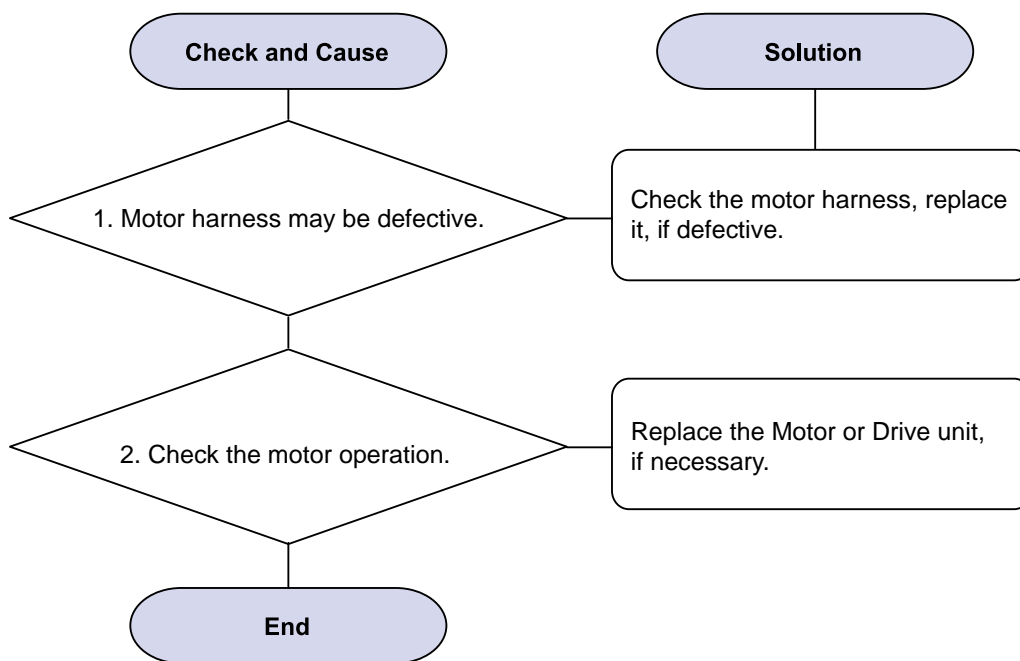 Check and Cause
Solution
1. Motor harness may be defective.
Check the motor harness, replace
it, if defective.
2. Check the motor operation.
Replace the Motor or Drive unit,
if necessary.
End